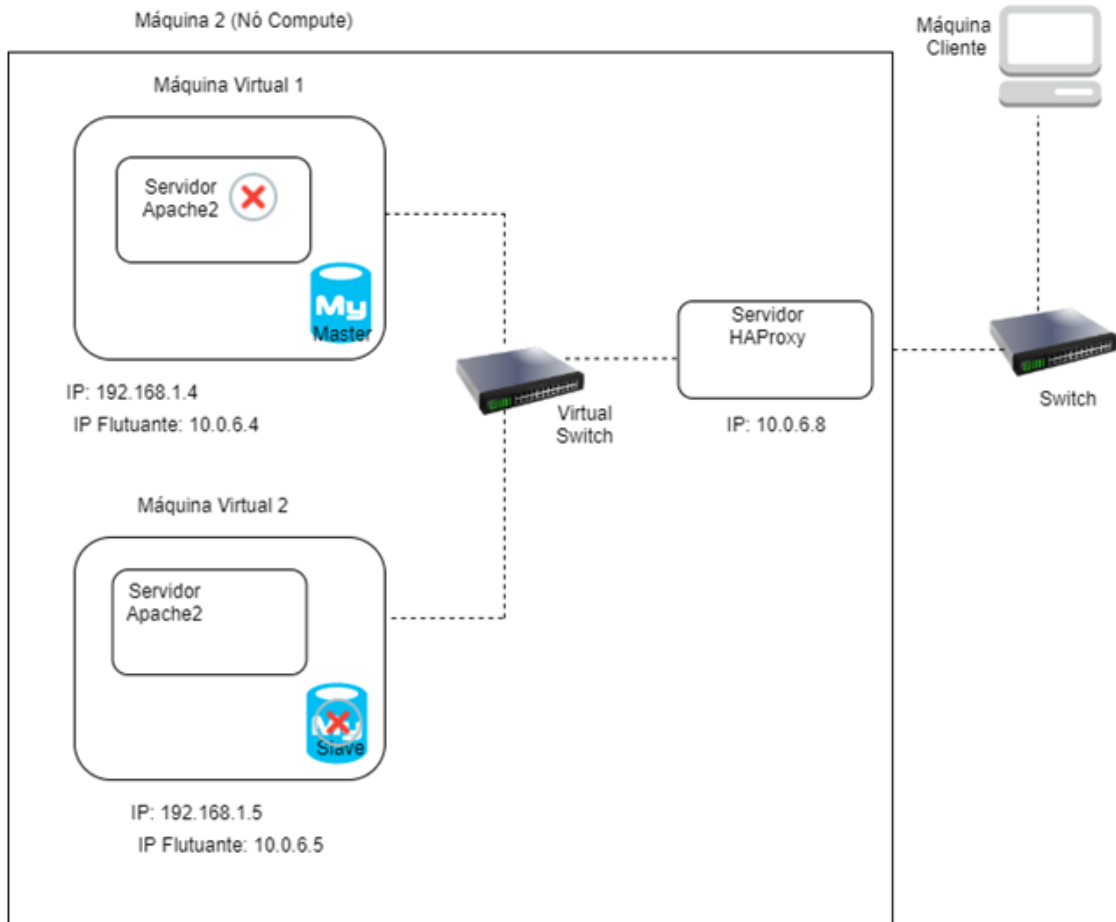 Máquina 2 (Nó Compute)
Máquina
Cliente
Máquina Virtual 1
Servidor
Apache2
My
Master
IP: 192.168.1.4
IP Flutuante: 10.0.6.4
Virtual
Switch
Servidor
HAProxy
IP: 10.0.6.8
Switch
Máquina Virtual 2
Servidor
Apache2
My
Slave
IP: 192.168.1.5
IP Flutuante: 10.0.6.5